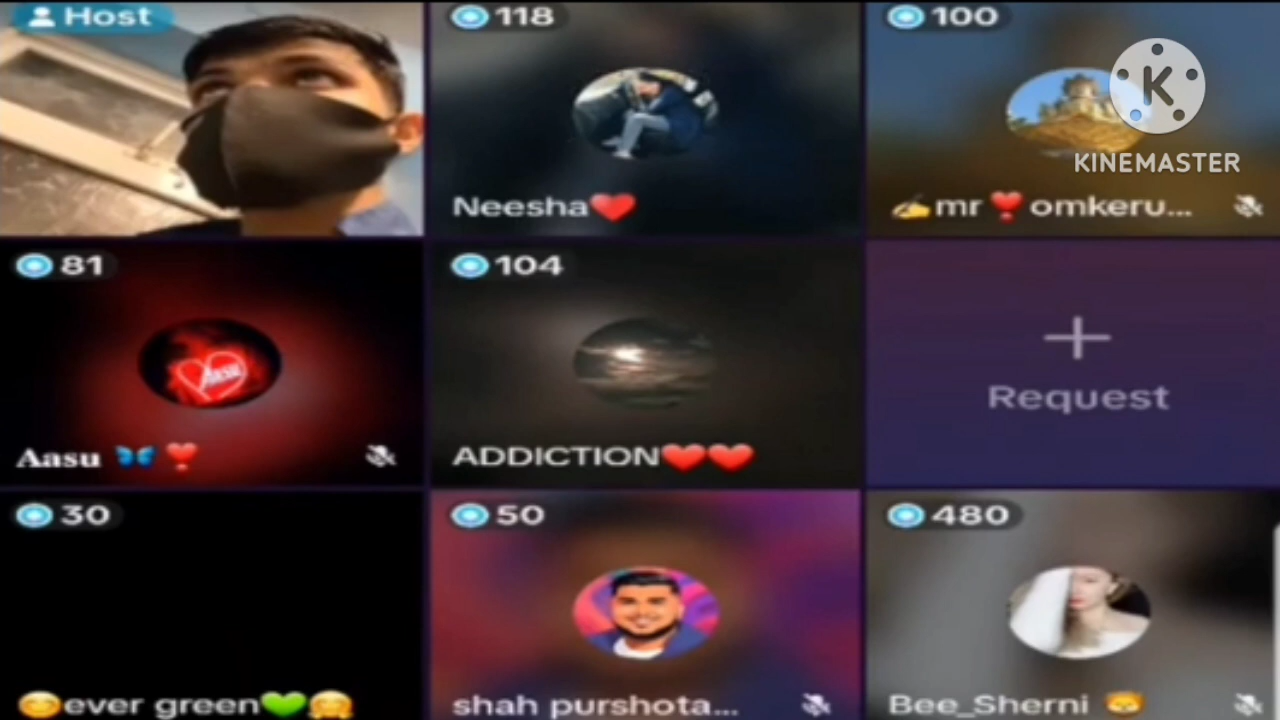 Host
118
100
KINEMASTER
Neesha❤️
✍️mr❣️omkeru...
81
104
Aasu 🦋❣️
ADDICTION❤️❤️
Request
30
50
480
😊ever green💚🤗
shah purshota...
Bee_Sherni 🦁